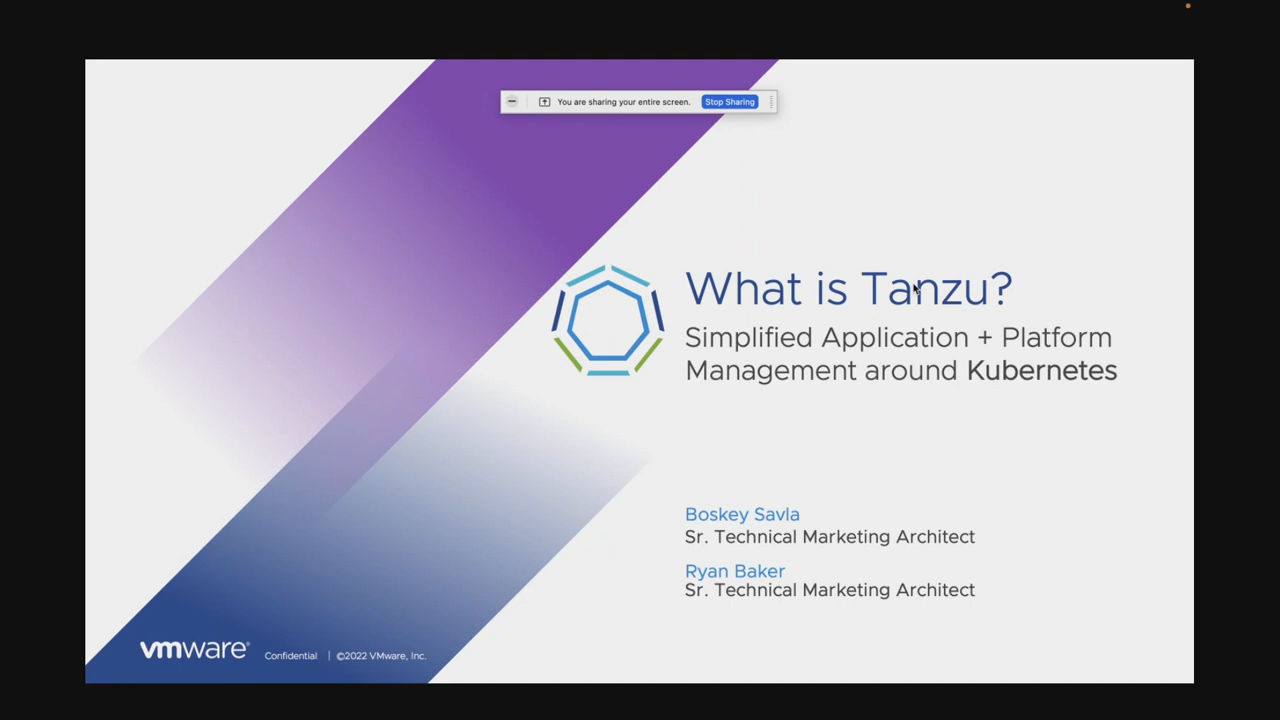 You are sharing your entire screen. Stop Sharing
What is Tanzu?
Simplified Application + Platform
Management around Kubernetes
Boskey Savla
Sr. Technical Marketing Architect
Ryan Baker
Sr. Technical Marketing Architect
vmware® Confidential | ©2022 VMware, Inc.